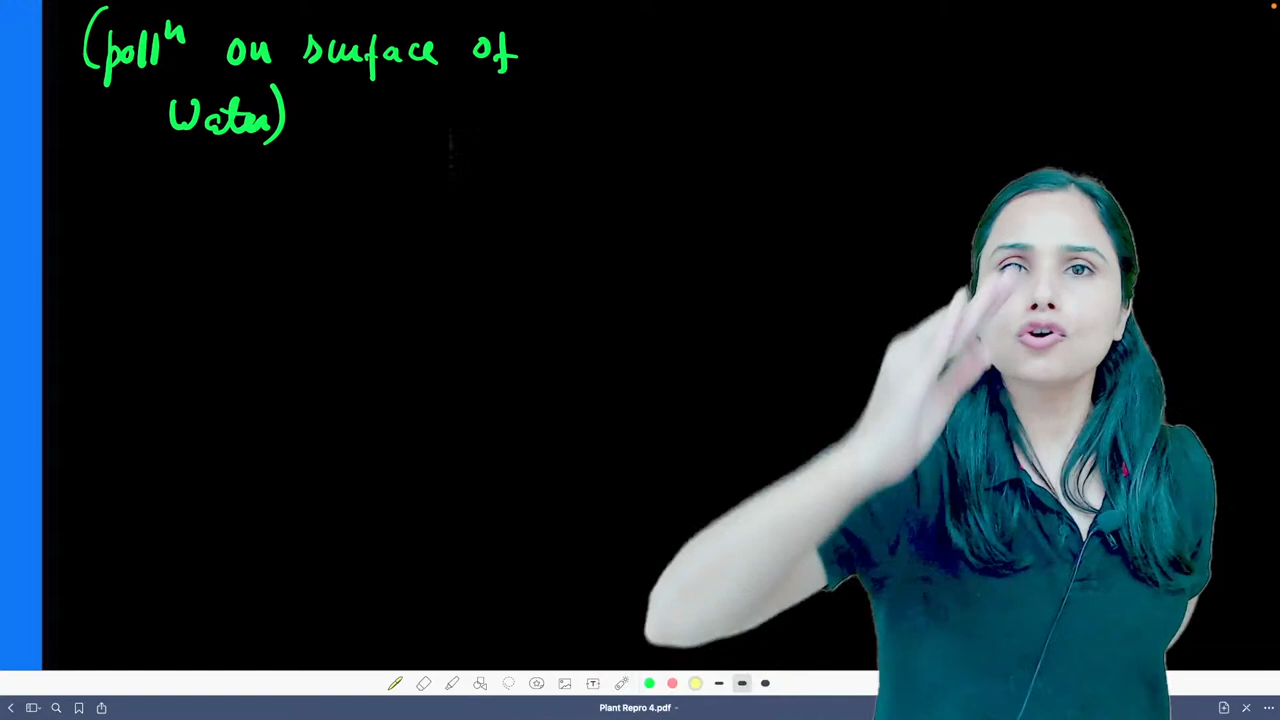 (pollⁿ on surface of
Water)
Plant Repro 4.pdf